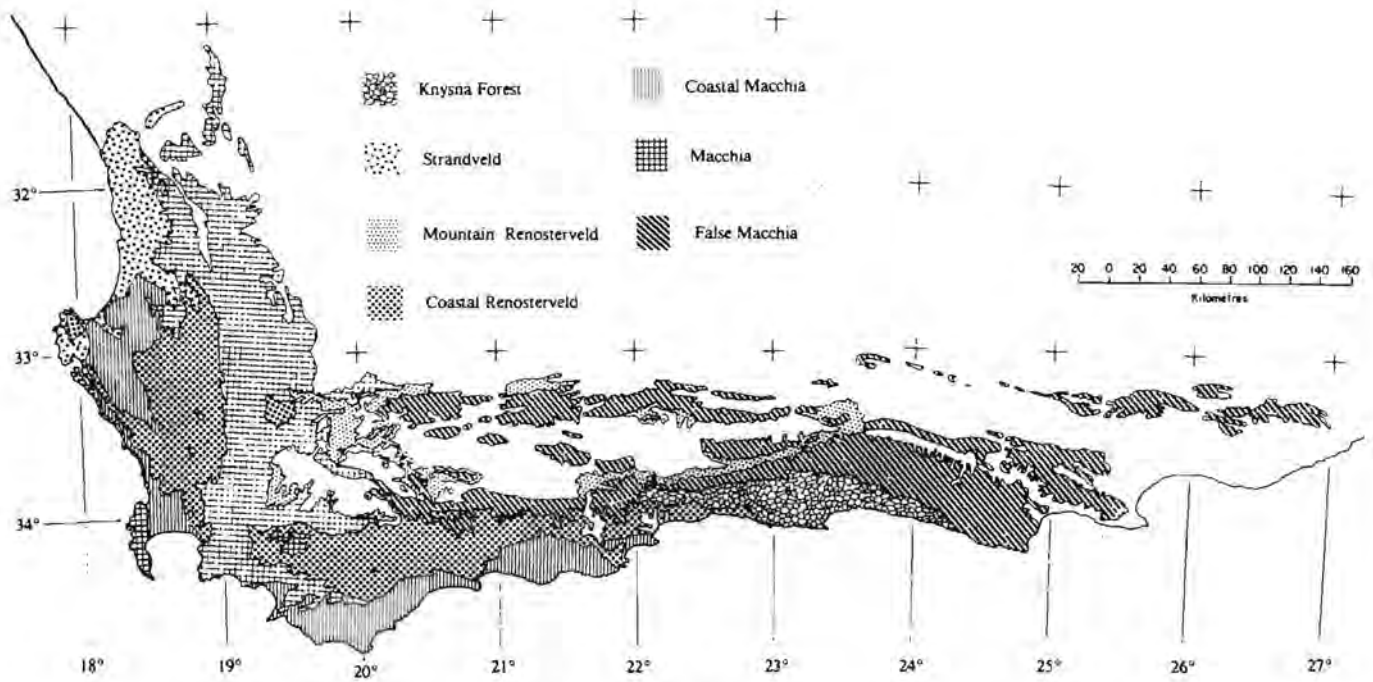 Knysna Forest
Coastal Macchia
Strandveld
Macchia
Mountain Renosterveld
False Macchia
Coastal Renosterveld
32°
33°
34°
20 0 20 40 60 80 100 120 140 160
Kilometres
18° 19° 20° 21° 22° 23° 24° 25° 26° 27°